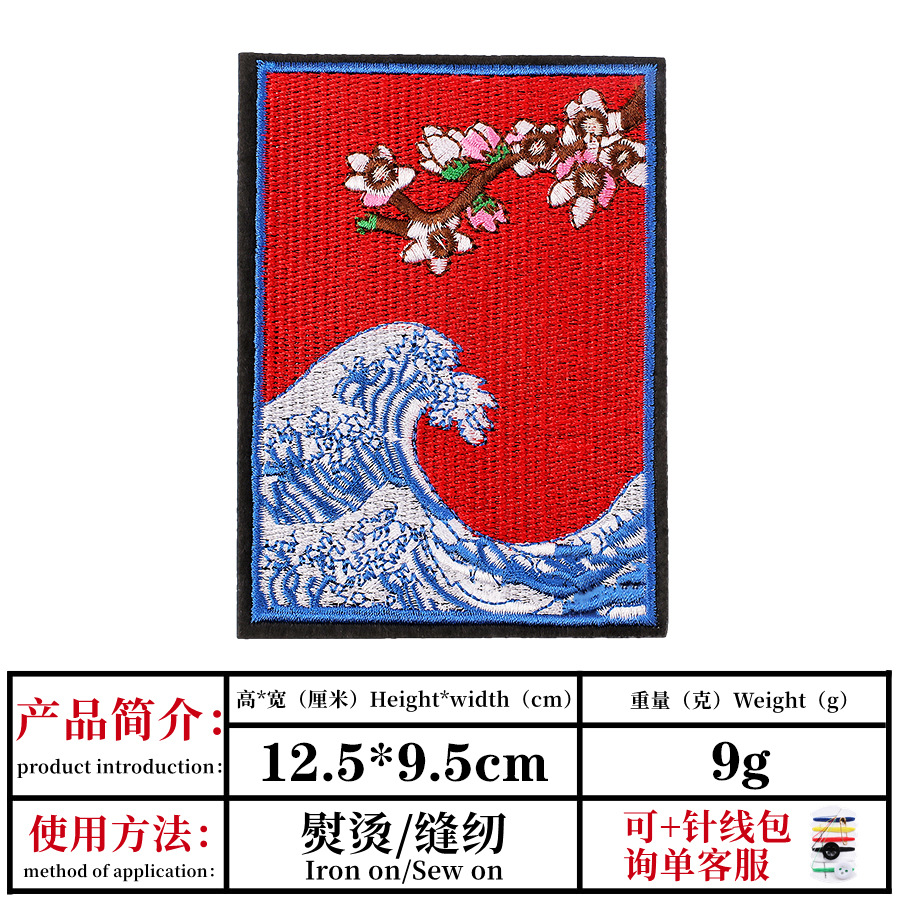 产品简介:
product introduction:
高*宽（厘米）Height*width（cm）
重量（克）Weight（g）
12.5*9.5cm
9g
使用方法:
method of application:
熨烫/缝纫
Iron on/Sew on
可+针线包
询单客服